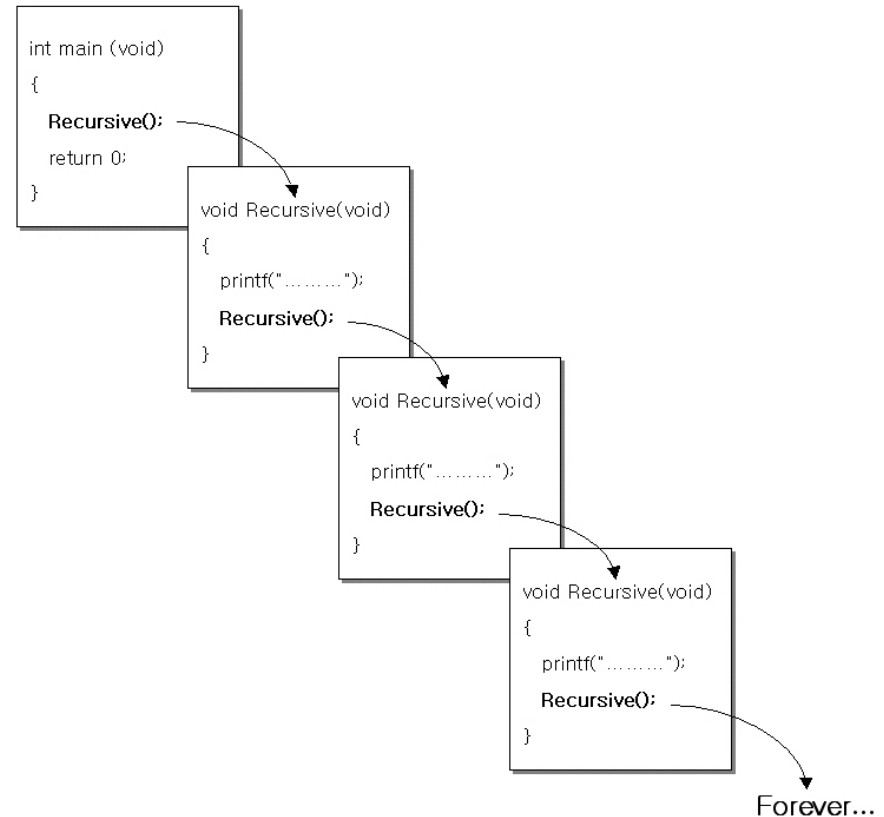 int main (void)
{
Recursive();
return 0;
}
void Recursive(void)
{
printf("………");
Recursive();
}
void Recursive(void)
{
printf("………");
Recursive();
}
void Recursive(void)
{
printf("………");
Recursive();
}
Forever...